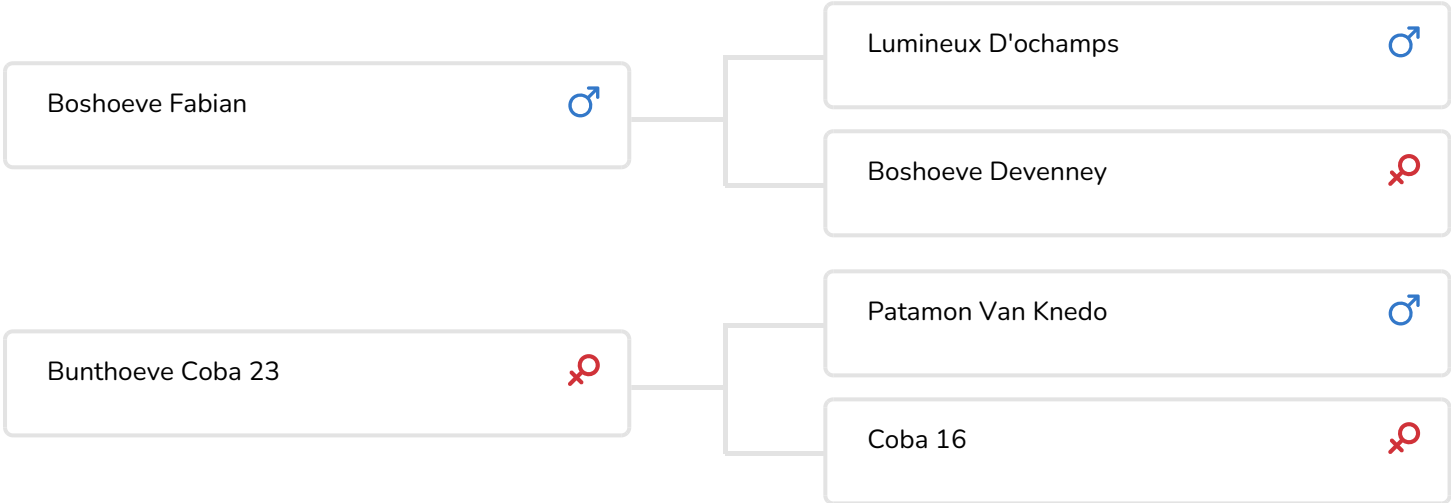 Lumineux D'ochamps
Boshoeve Fabian
Boshoeve Devenney
Patamon Van Knedo
Bunthoeve Coba 23
Coba 16